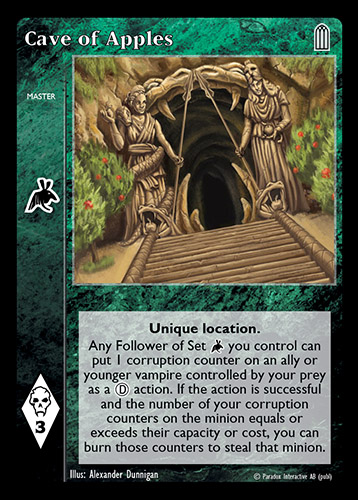 Cave of Apples
MASTER
Unique location.
Any Follower of Set you control can
put 1 corruption counter on an ally or
younger vampire controlled by your prey
as a D action. If the action is successful
and the number of your corruption
counters on the minion equals or
exceeds their capacity or cost, you can
burn those counters to steal that minion.
3
Illus: Alexander Dunnigan
© Paradox Interactive AB (publ)